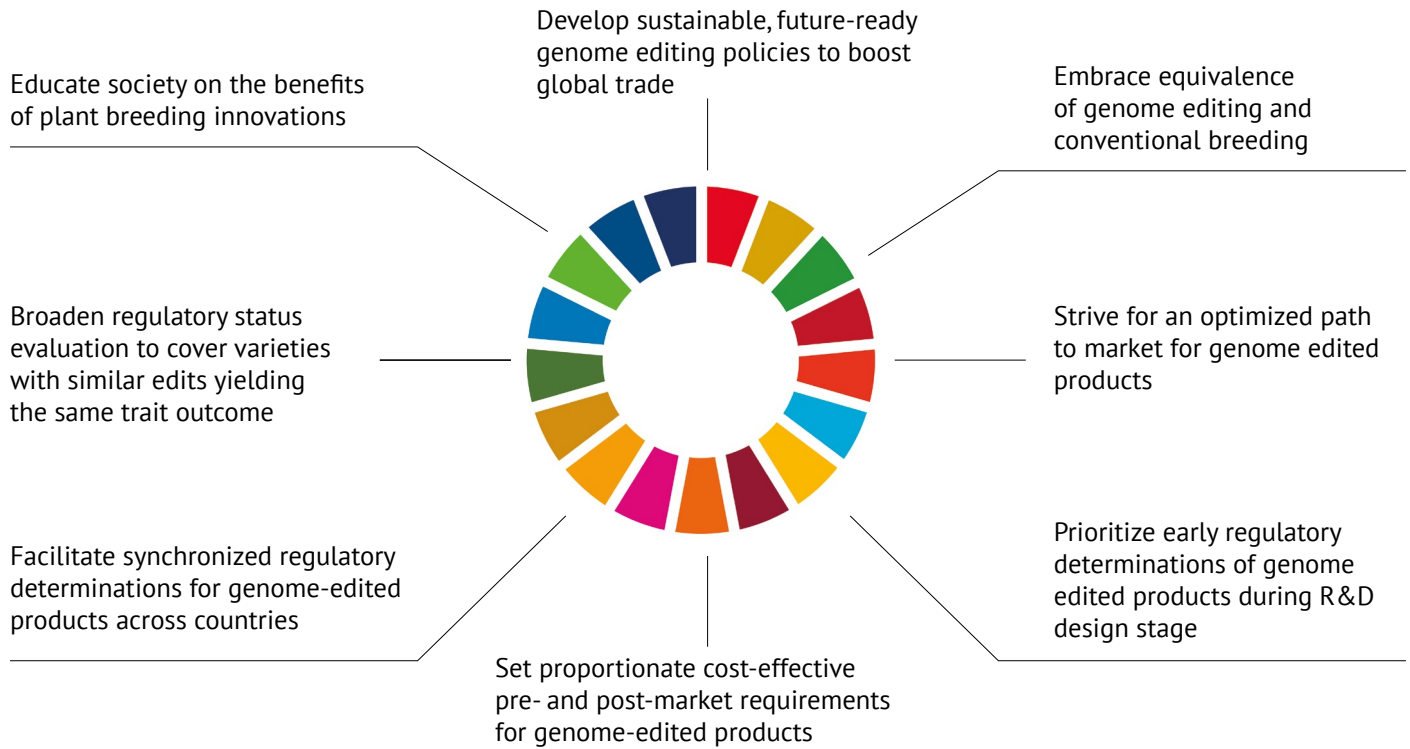 Develop sustainable, future-ready
genome editing policies to boost
global trade
Embrace equivalence
of genome editing and
conventional breeding
Strive for an optimized path
to market for genome edited
products
Prioritize early regulatory
determinations of genome
edited products during R&D
design stage
Set proportionate cost-effective
pre- and post-market requirements
for genome-edited products
Facilitate synchronized regulatory
determinations for genome-edited
products across countries
Broaden regulatory status
evaluation to cover varieties
with similar edits yielding
the same trait outcome
Educate society on the benefits
of plant breeding innovations